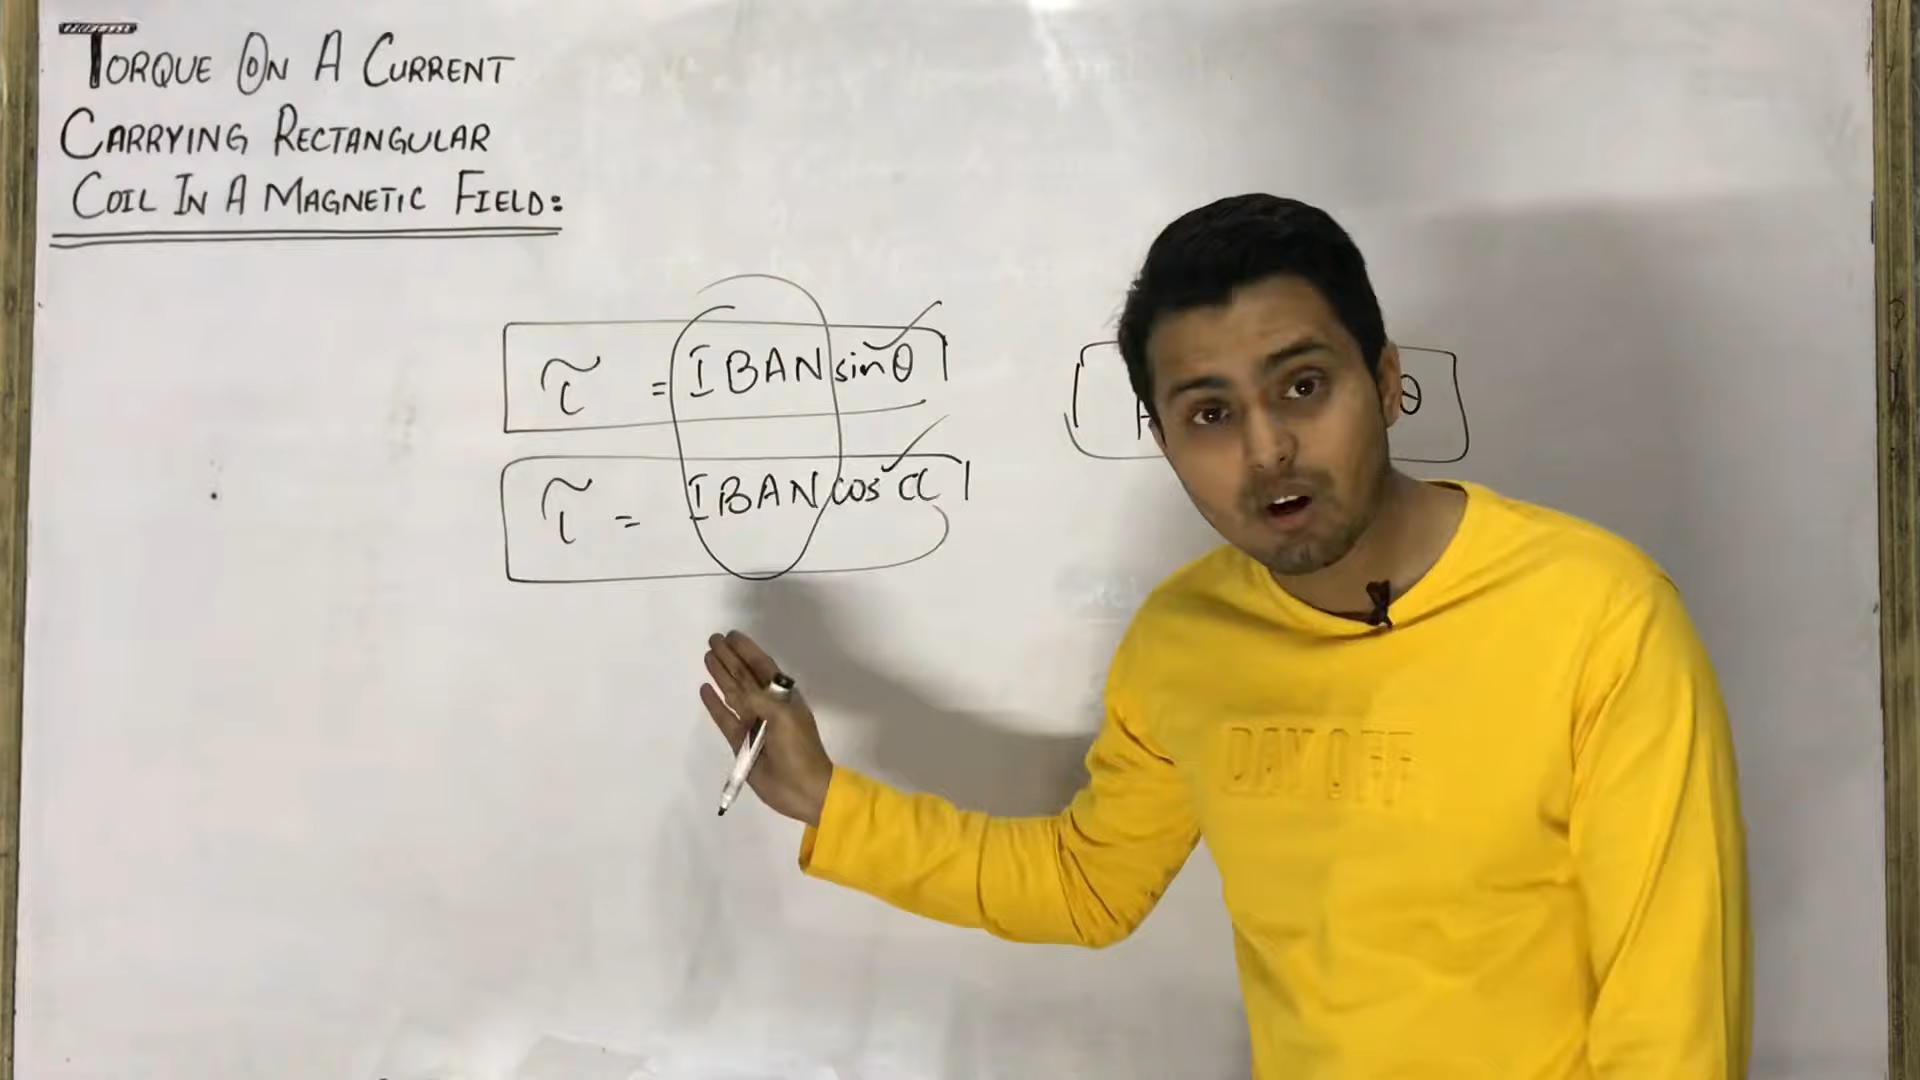 TORQUE ON A CURRENT
CARRYING RECTANGULAR
COIL IN A MAGNETIC FIELD:
τ = IBAN sinθ
τ = IBAN cos α
θ
DAY OFF